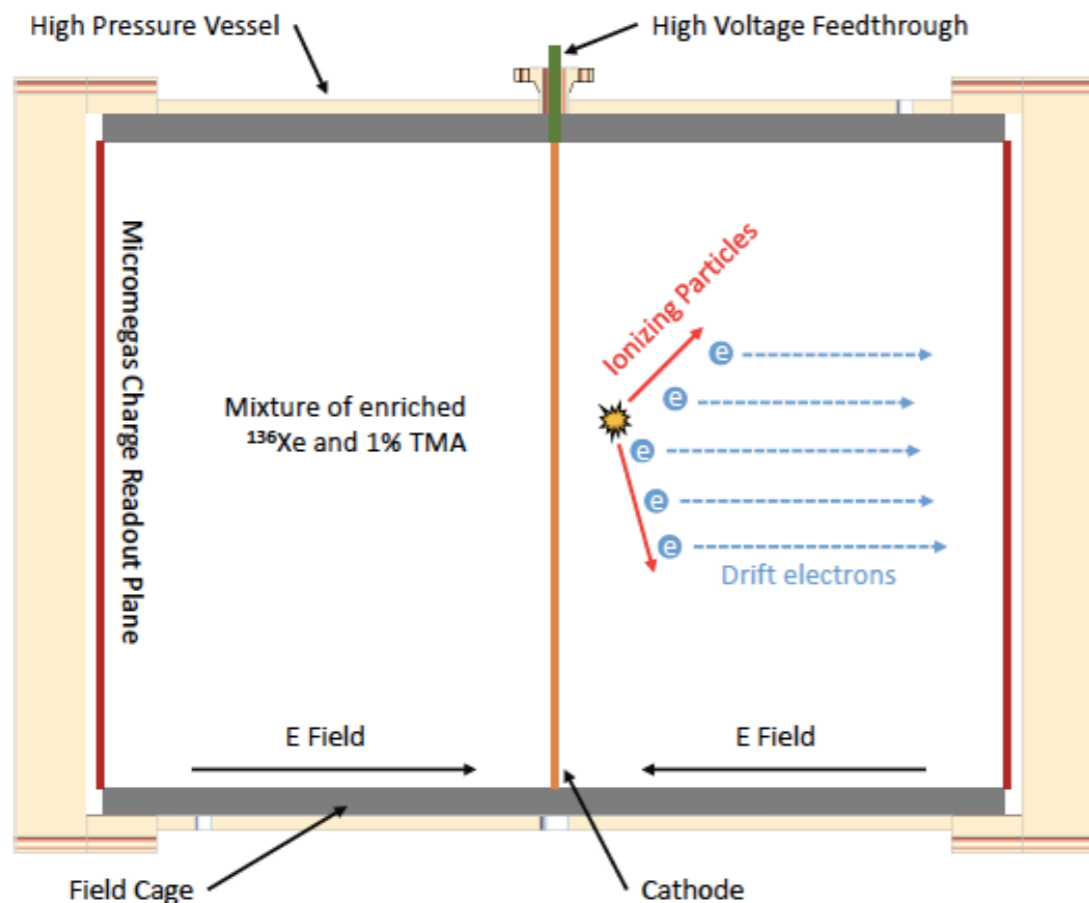 High Pressure Vessel
High Voltage Feedthrough
Micromegas Charge Readout Plane
Ionizing Particles
e
e
Mixture of enriched
¹³⁶Xe and 1% TMA
e
e
e
Drift electrons
E Field
E Field
Field Cage
Cathode